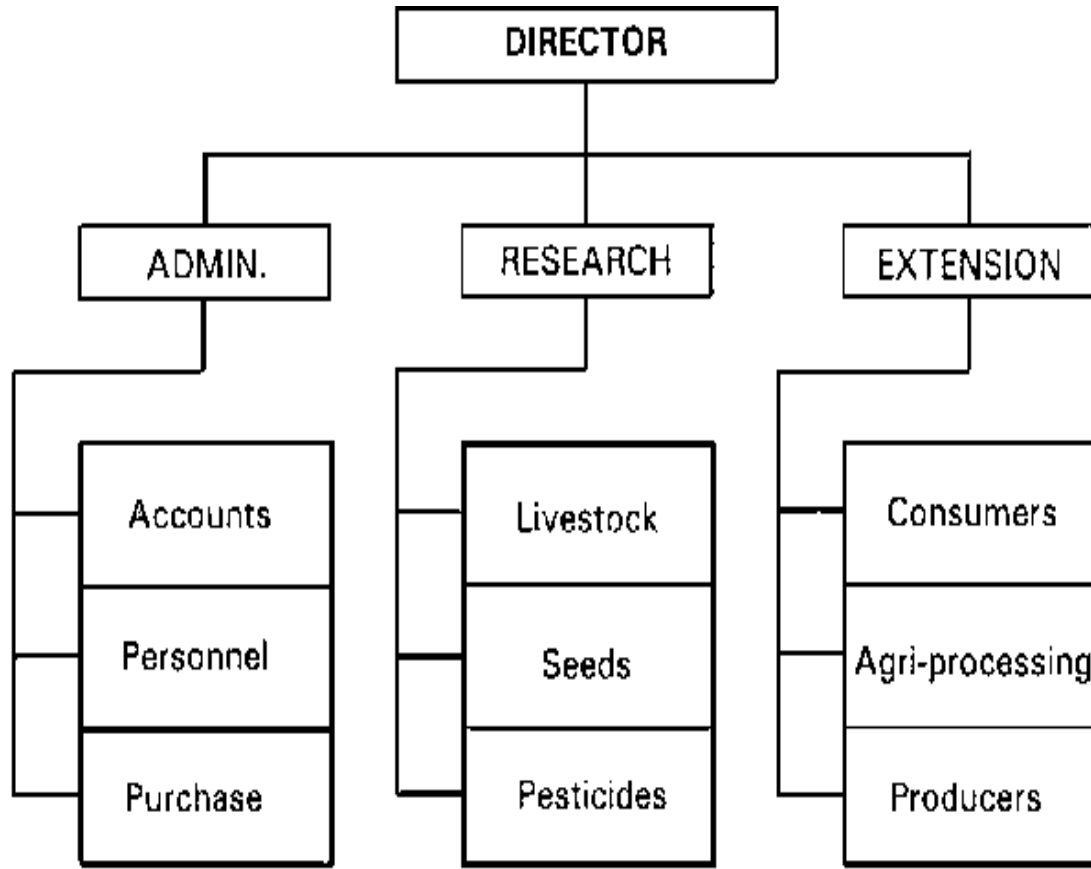 DIRECTOR
ADMIN.
RESEARCH
EXTENSION
Accounts
Personnel
Purchase
Livestock
Seeds
Pesticides
Consumers
Agri-processing
Producers